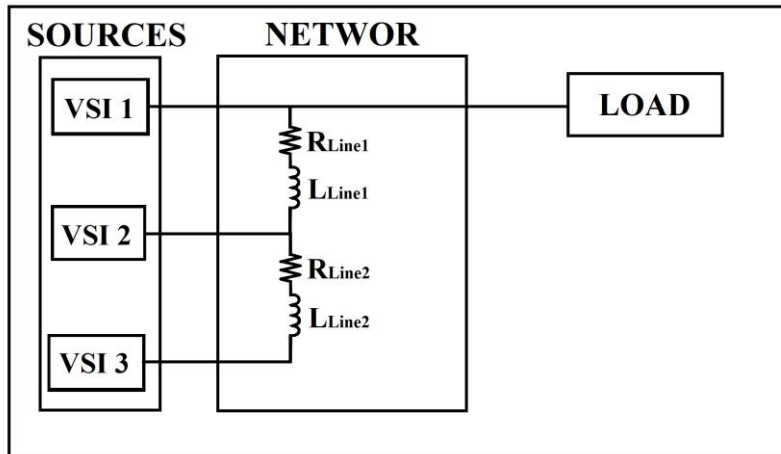 SOURCES
NETWOR
VSI 1
LOAD
RLine1
LLine1
VSI 2
RLine2
LLine2
VSI 3